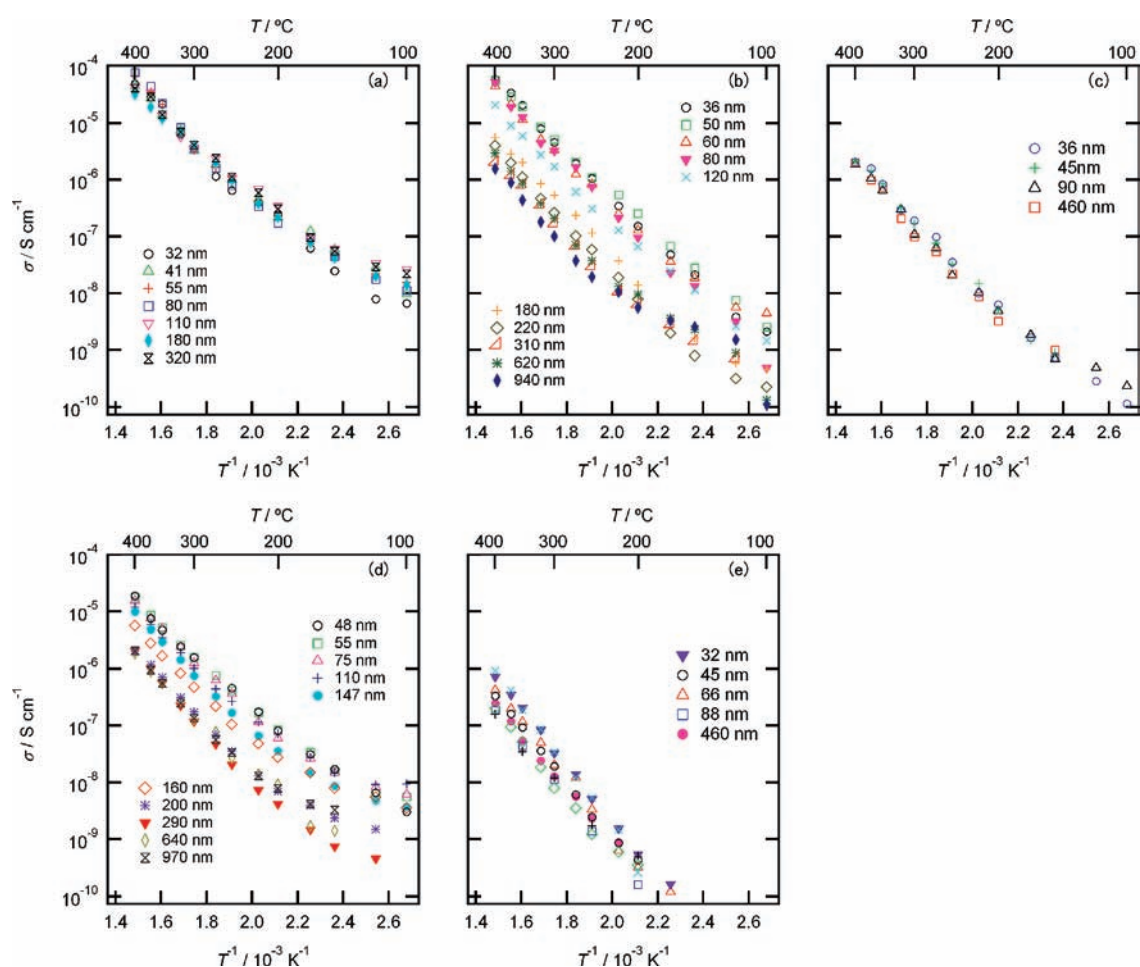 T / ºC
400 300 200 100
(a)
10⁻⁴
10⁻⁵
10⁻⁶
10⁻⁷
10⁻⁸
10⁻⁹
10⁻¹⁰
σ / S cm⁻¹
32 nm
41 nm
55 nm
80 nm
110 nm
180 nm
320 nm
1.4 1.6 1.8 2.0 2.2 2.4 2.6
T⁻¹ / 10⁻³ K⁻¹
T / ºC
400 300 200 100
(b)
36 nm
50 nm
60 nm
80 nm
120 nm
180 nm
220 nm
310 nm
620 nm
940 nm
1.4 1.6 1.8 2.0 2.2 2.4 2.6
T⁻¹ / 10⁻³ K⁻¹
T / ºC
400 300 200 100
(c)
36 nm
45nm
90 nm
460 nm
1.4 1.6 1.8 2.0 2.2 2.4 2.6
T⁻¹ / 10⁻³ K⁻¹
T / ºC
400 300 200 100
(d)
10⁻⁴
10⁻⁵
10⁻⁶
10⁻⁷
10⁻⁸
10⁻⁹
10⁻¹⁰
σ / S cm⁻¹
48 nm
55 nm
75 nm
110 nm
147 nm
160 nm
200 nm
290 nm
640 nm
970 nm
1.4 1.6 1.8 2.0 2.2 2.4 2.6
T⁻¹ / 10⁻³ K⁻¹
T / ºC
400 300 200 100
(e)
32 nm
45 nm
66 nm
88 nm
460 nm
1.4 1.6 1.8 2.0 2.2 2.4 2.6
T⁻¹ / 10⁻³ K⁻¹